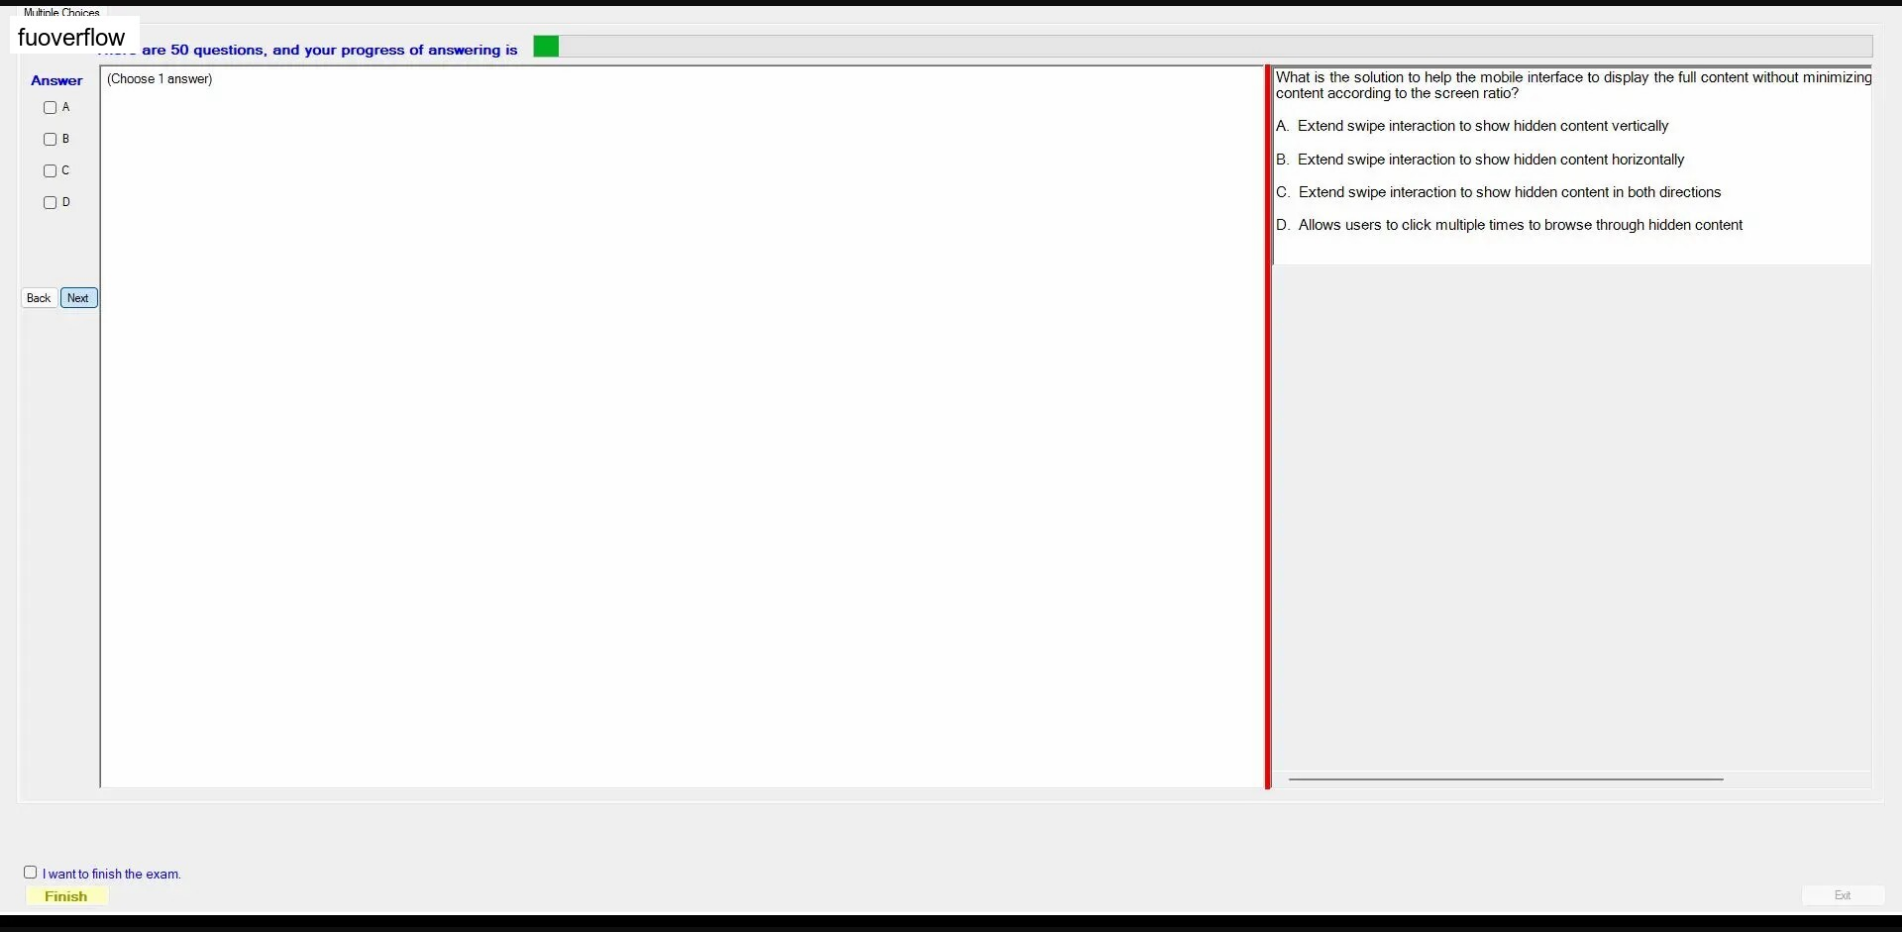 Multiple Choices
fuoverflow
are 50 questions, and your progress of answering is
Answer
(Choose 1 answer)
A
B
C
D
Back Next
What is the solution to help the mobile interface to display the full content without minimizing
content according to the screen ratio?
A. Extend swipe interaction to show hidden content vertically
B. Extend swipe interaction to show hidden content horizontally
C. Extend swipe interaction to show hidden content in both directions
D. Allows users to click multiple times to browse through hidden content
I want to finish the exam.
Finish
Exit